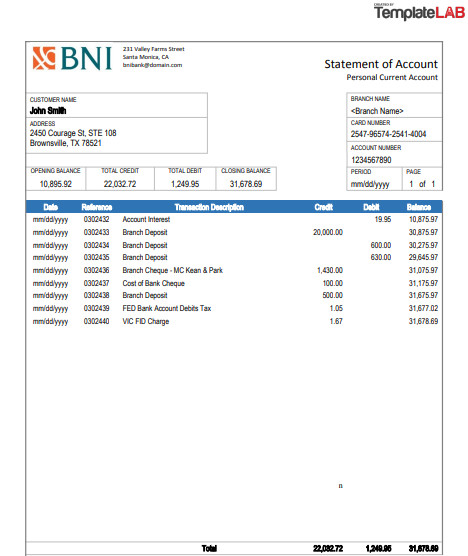 CREATED BY
TemplateLAB
BNI
231 Valley Farms Street
Santa Monica, CA
bnibank@domain.com
Statement of Account
Personal Current Account
CUSTOMER NAME
John Smith
ADDRESS
2450 Courage St, STE 108
Brownsville, TX 78521
BRANCH NAME
<Branch Name>
CARD NUMBER
2547-96574-2541-4004
ACCOUNT NUMBER
1234567890
OPENING BALANCE TOTAL CREDIT TOTAL DEBIT CLOSING BALANCE PERIOD PAGE
10,895.92 22,032.72 1,249.95 31,678.69 mm/dd/yyyy 1 of 1
Date Reference Transaction Description Credit Debit Balance
mm/dd/yyyy 0302432 Account Interest 19.95 10,875.97
mm/dd/yyyy 0302433 Branch Deposit 20,000.00 30,875.97
mm/dd/yyyy 0302434 Branch Deposit 600.00 30,275.97
mm/dd/yyyy 0302435 Branch Deposit 630.00 29,645.97
mm/dd/yyyy 0302436 Branch Cheque - MC Kean & Park 1,430.00 31,075.97
mm/dd/yyyy 0302437 Cost of Bank Cheque 100.00 31,175.97
mm/dd/yyyy 0302438 Branch Deposit 500.00 31,675.97
mm/dd/yyyy 0302439 FED Bank Account Debits Tax 1.05 31,677.02
mm/dd/yyyy 0302440 VIC FID Charge 1.67 31,678.69
n
Total 22,032.72 1,249.95 31,678.69